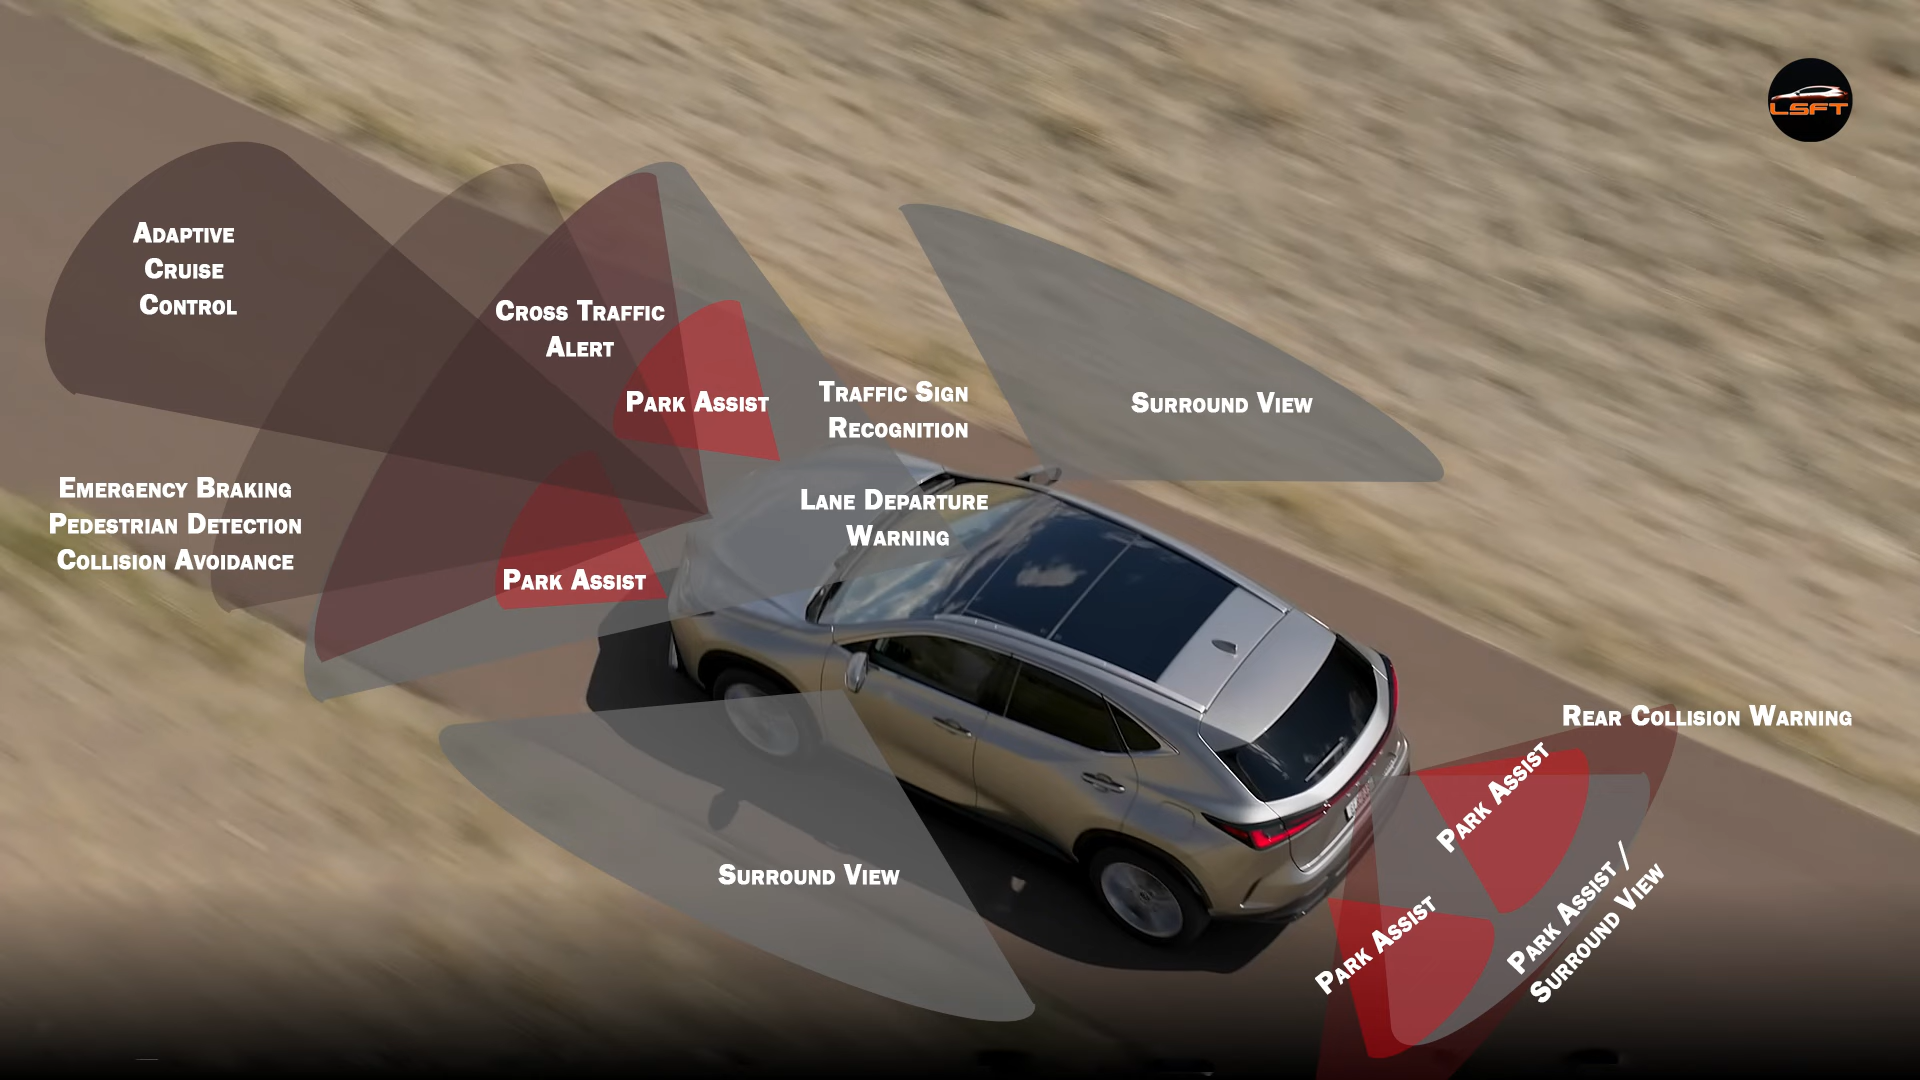 LSFT
Adaptive
Cruise
Control
Cross Traffic
Alert
Park Assist
Traffic Sign
Recognition
Surround View
Emergency Braking
Pedestrian Detection
Collision Avoidance
Lane Departure
Warning
Park Assist
Rear Collision Warning
Park Assist
Surround View
Park Assist
Park Assist /
Surround View